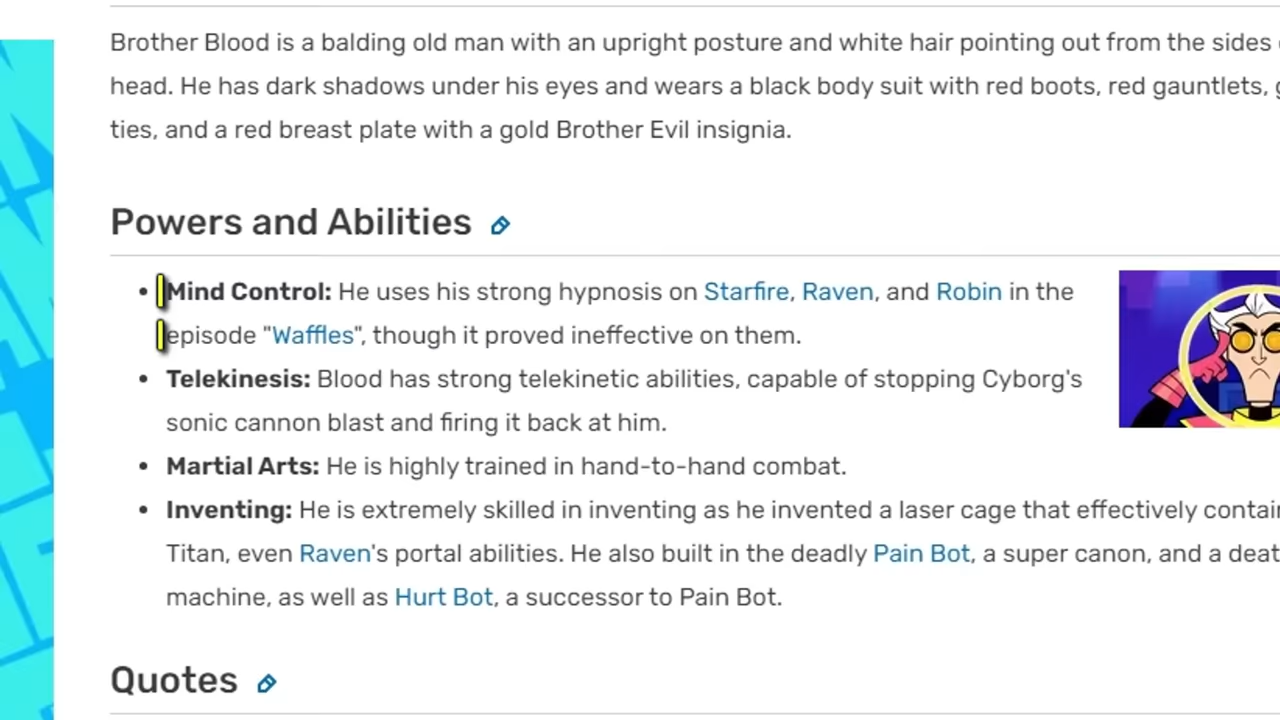 Brother Blood is a balding old man with an upright posture and white hair pointing out from the sides
head. He has dark shadows under his eyes and wears a black body suit with red boots, red gauntlets,
ties, and a red breast plate with a gold Brother Evil insignia.
Powers and Abilities
• Mind Control: He uses his strong hypnosis on Starfire, Raven, and Robin in the
episode "Waffles", though it proved ineffective on them.
• Telekinesis: Blood has strong telekinetic abilities, capable of stopping Cyborg's
sonic cannon blast and firing it back at him.
• Martial Arts: He is highly trained in hand-to-hand combat.
• Inventing: He is extremely skilled in inventing as he invented a laser cage that effectively
Titan, even Raven's portal abilities. He also built in the deadly Pain Bot, a super canon, and a
machine, as well as Hurt Bot, a successor to Pain Bot.
Quotes